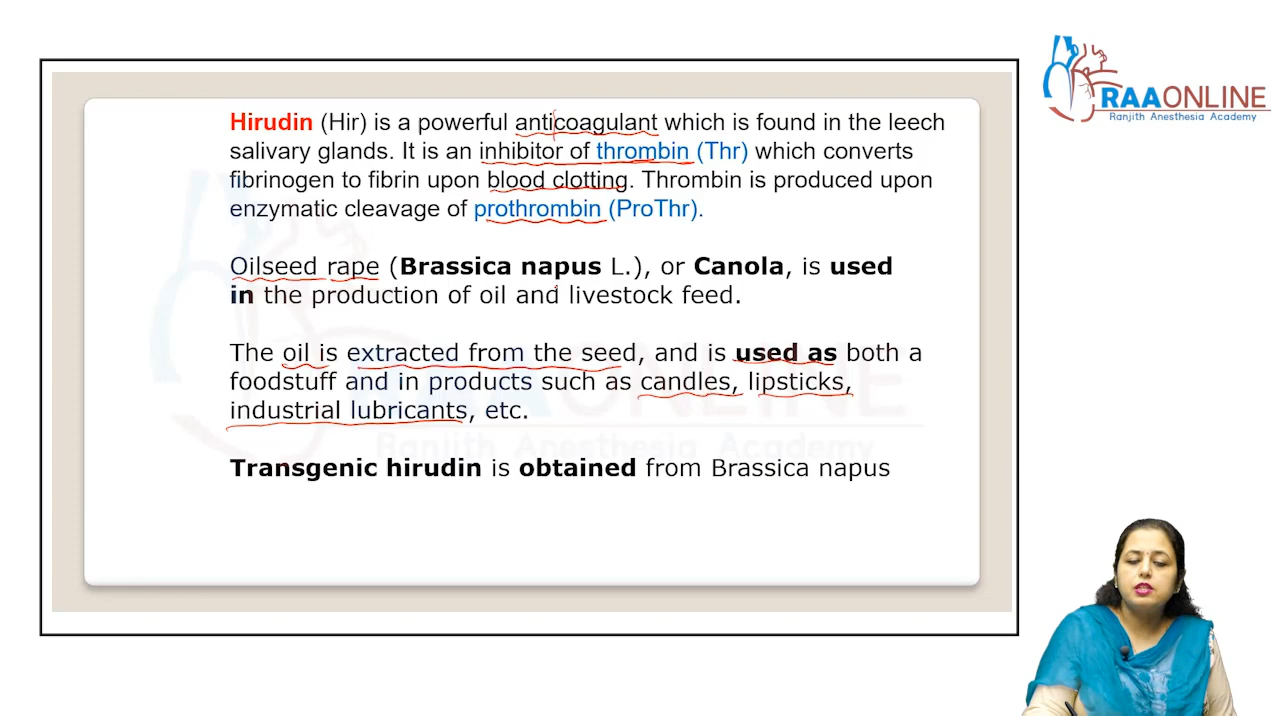 RAAONLINE
Ranjith Anesthesia Academy
Hirudin (Hir) is a powerful anticoagulant which is found in the leech
salivary glands. It is an inhibitor of thrombin (Thr) which converts
fibrinogen to fibrin upon blood clotting. Thrombin is produced upon
enzymatic cleavage of prothrombin (ProThr).
Oilseed rape (Brassica napus L.), or Canola, is used
in the production of oil and livestock feed.
The oil is extracted from the seed, and is used as both a
foodstuff and in products such as candles, lipsticks,
industrial lubricants, etc.
RAAONLINE
Ranjith Anesthesia Academy
Transgenic hirudin is obtained from Brassica napus